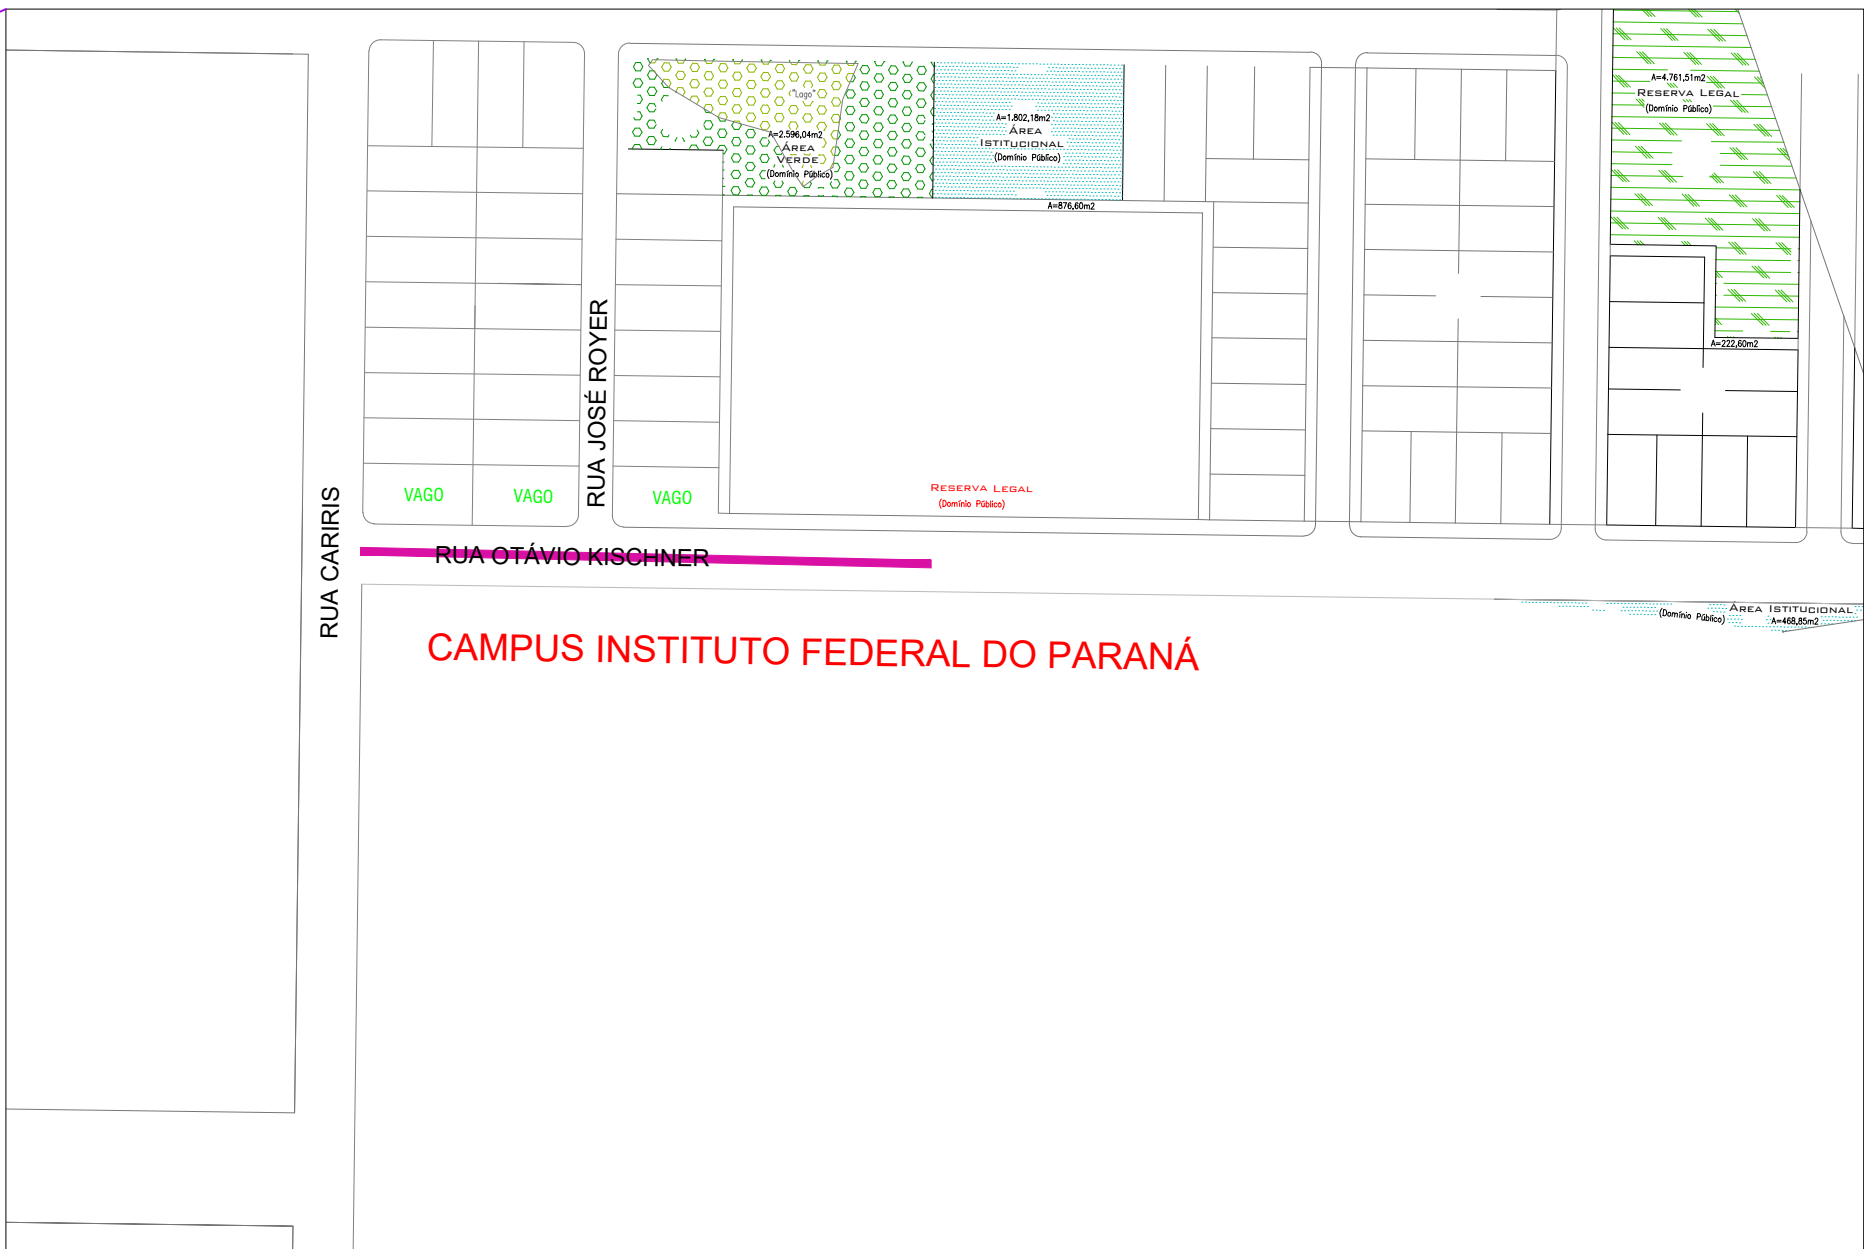 A=4.761,51m2
RESERVA LEGAL
(Domínio Público)
"Lago"
A=2.596,04m2
ÁREA
VERDE
(Domínio Público)
A=1.802,18m2
ÁREA
ISTITUCIONAL
(Domínio Público)
A=876,60m2
A=222,60m2
RUA JOSÉ ROYER
RUA CARIRIS
VAGO
VAGO
VAGO
RESERVA LEGAL
(Domínio Público)
RUA OTÁVIO KISCHNER
ÁREA ISTITUCIONAL
(Domínio Público)
A=468,85m2
CAMPUS INSTITUTO FEDERAL DO PARANÁ